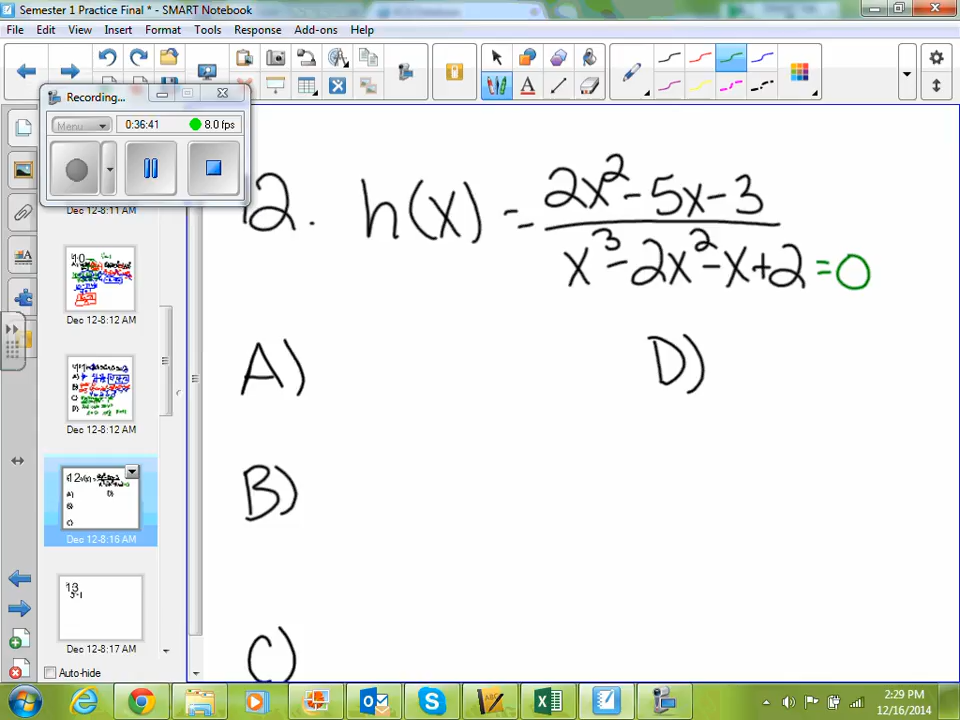 Semester 1 Practice Final * - SMART Notebook
File Edit View Insert Format Tools Response Add-ons Help
Recording...
Menu 0:36:41 8.0 fps
Dec 12-8:11 AM
Dec 12-8:12 AM
Dec 12-8:12 AM
Dec 12-8:16 AM
13
Dec 12-8:17 AM
Auto-hide
12. h(x) = (2x²-5x-3)/(x³-2x²-x+2) =0
A) D)
B)
C)
2:29 PM
12/16/2014